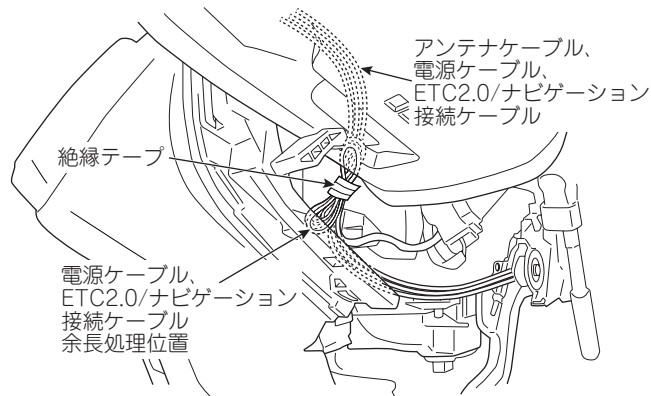 アンテナケーブル、
電源ケーブル、
ETC2.0/ナビゲーション
接続ケーブル
絶縁テープ
電源ケーブル、
ETC2.0/ナビゲーション
接続ケーブル
余長処理位置